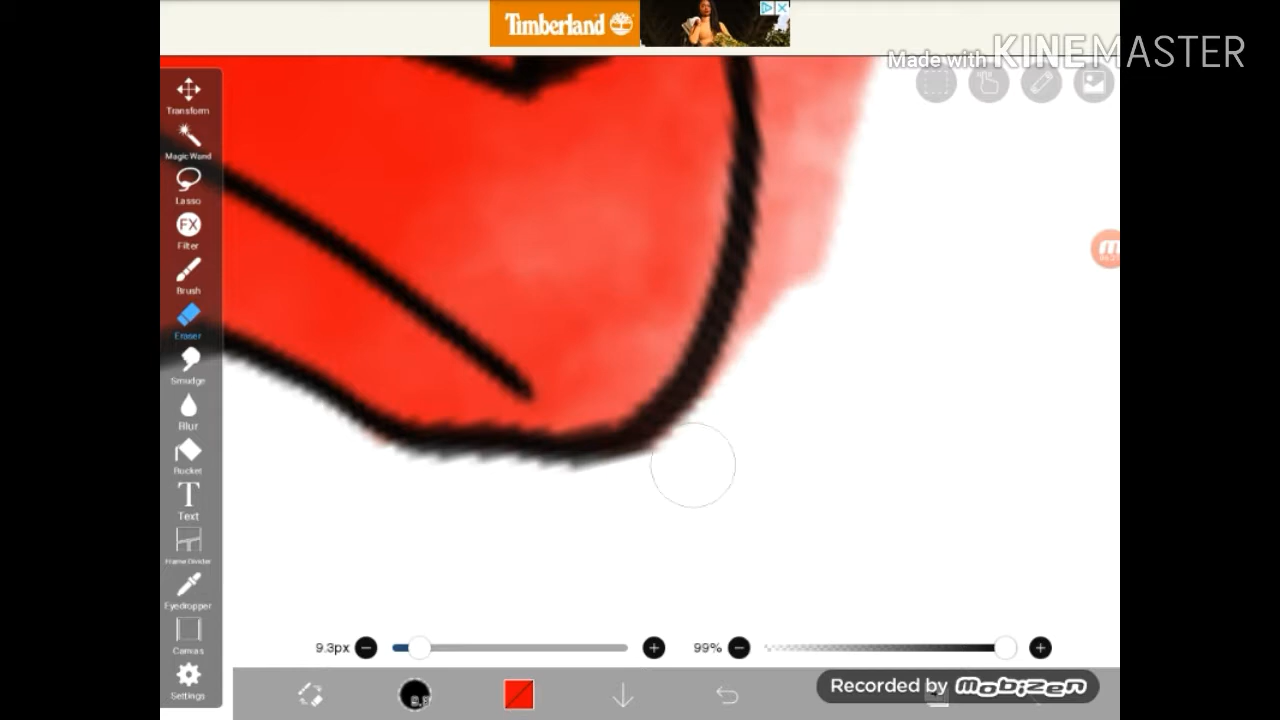 Timberland
Made with KINEMASTER
Transform
Magic Wand
Lasso
FX
Filter
Brush
Eraser
Smudge
Blur
Bucket
T
Text
Frame Divider
Eyedropper
Canvas
Settings
9.3px
99%
Recorded by mobizen